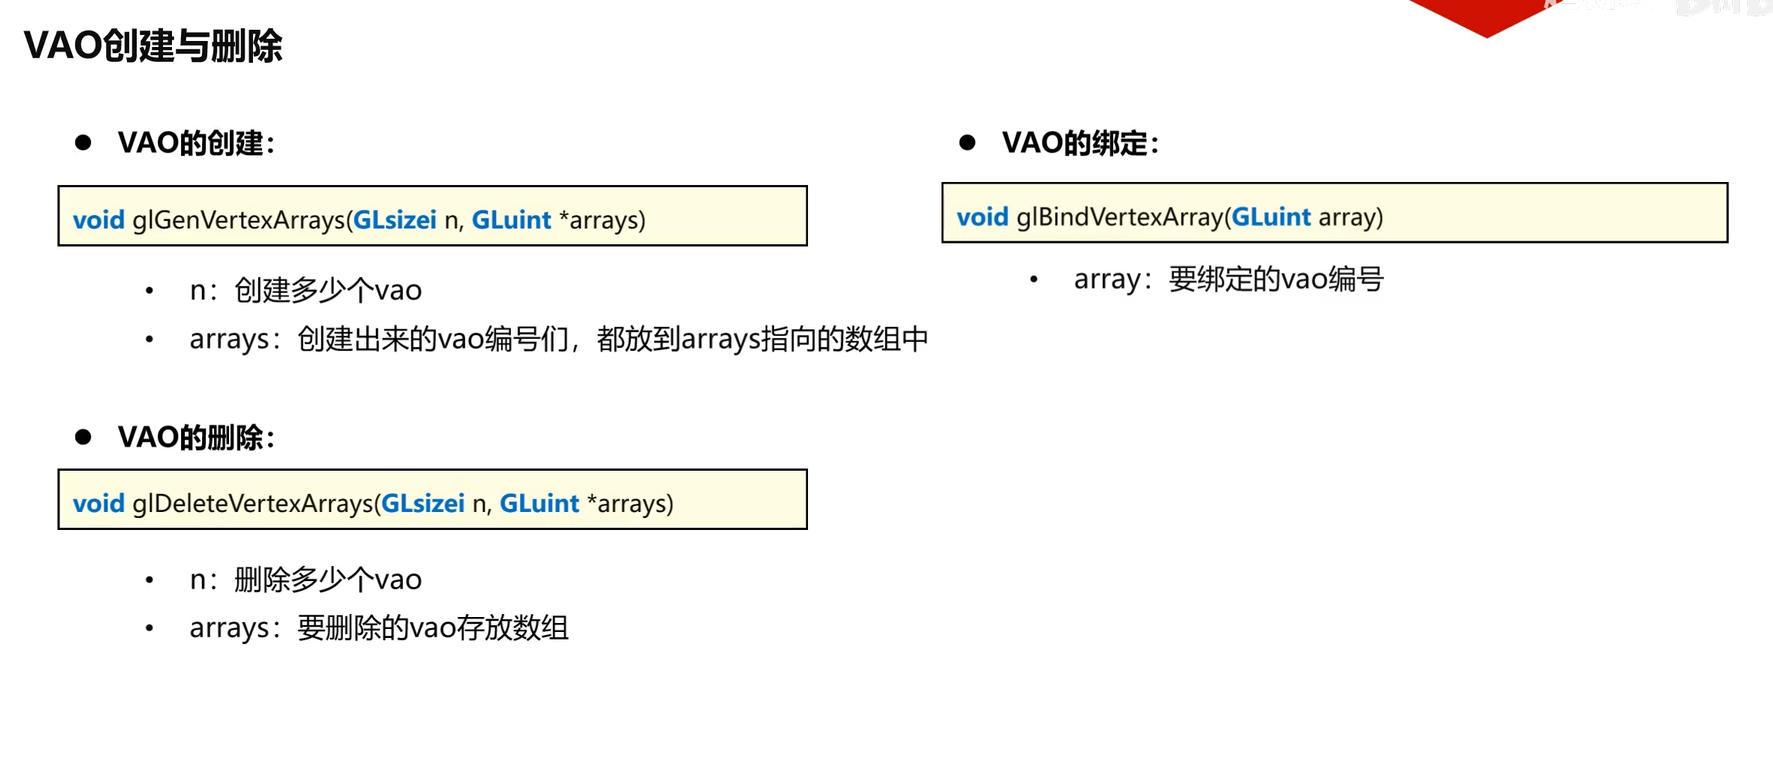 VAO创建与删除
● VAO的创建：
void glGenVertexArrays(GLsizei n, GLuint *arrays)
• n：创建多少个vao
• arrays：创建出来的vao编号们，都放到arrays指向的数组中
● VAO的删除：
void glDeleteVertexArrays(GLsizei n, GLuint *arrays)
• n：删除多少个vao
• arrays：要删除的vao存放数组
● VAO的绑定：
void glBindVertexArray(GLuint array)
• array：要绑定的vao编号